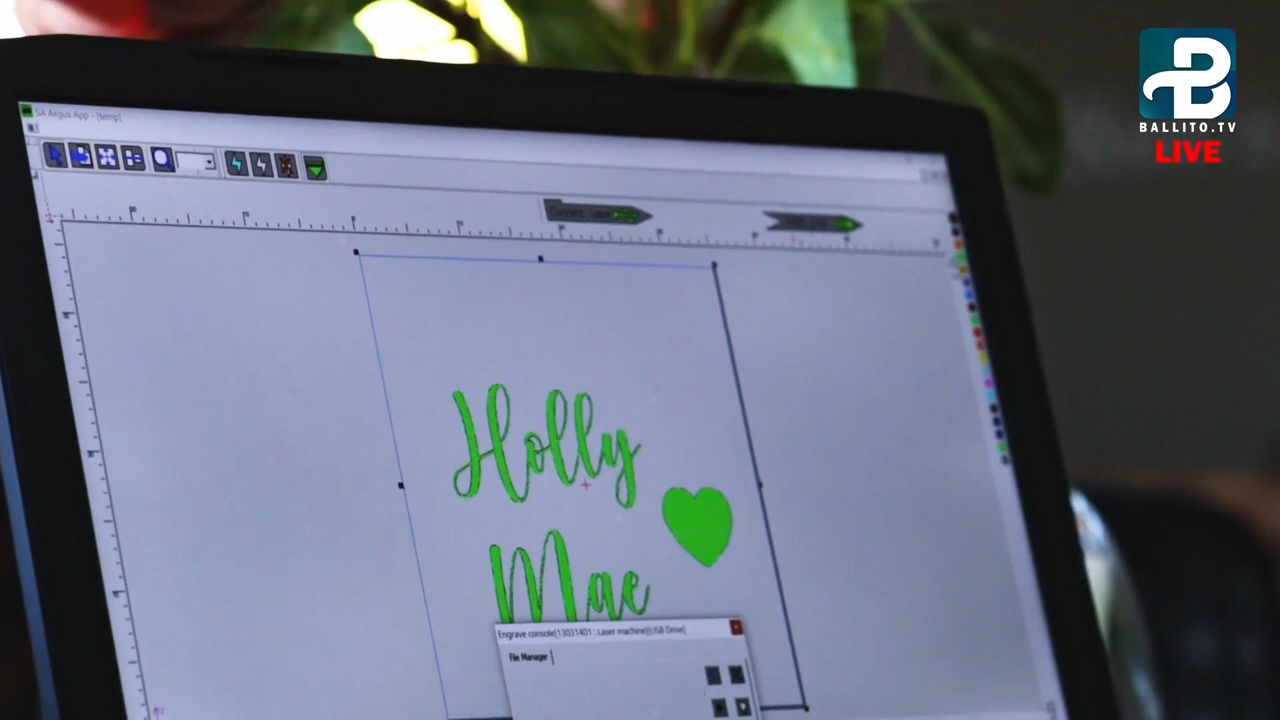 BALLITO.TV
LIVE
SA Argus App - [temp]
Holly
Mae
Engrave console[13031401 : Laser machine][USB Drive]
File Manager